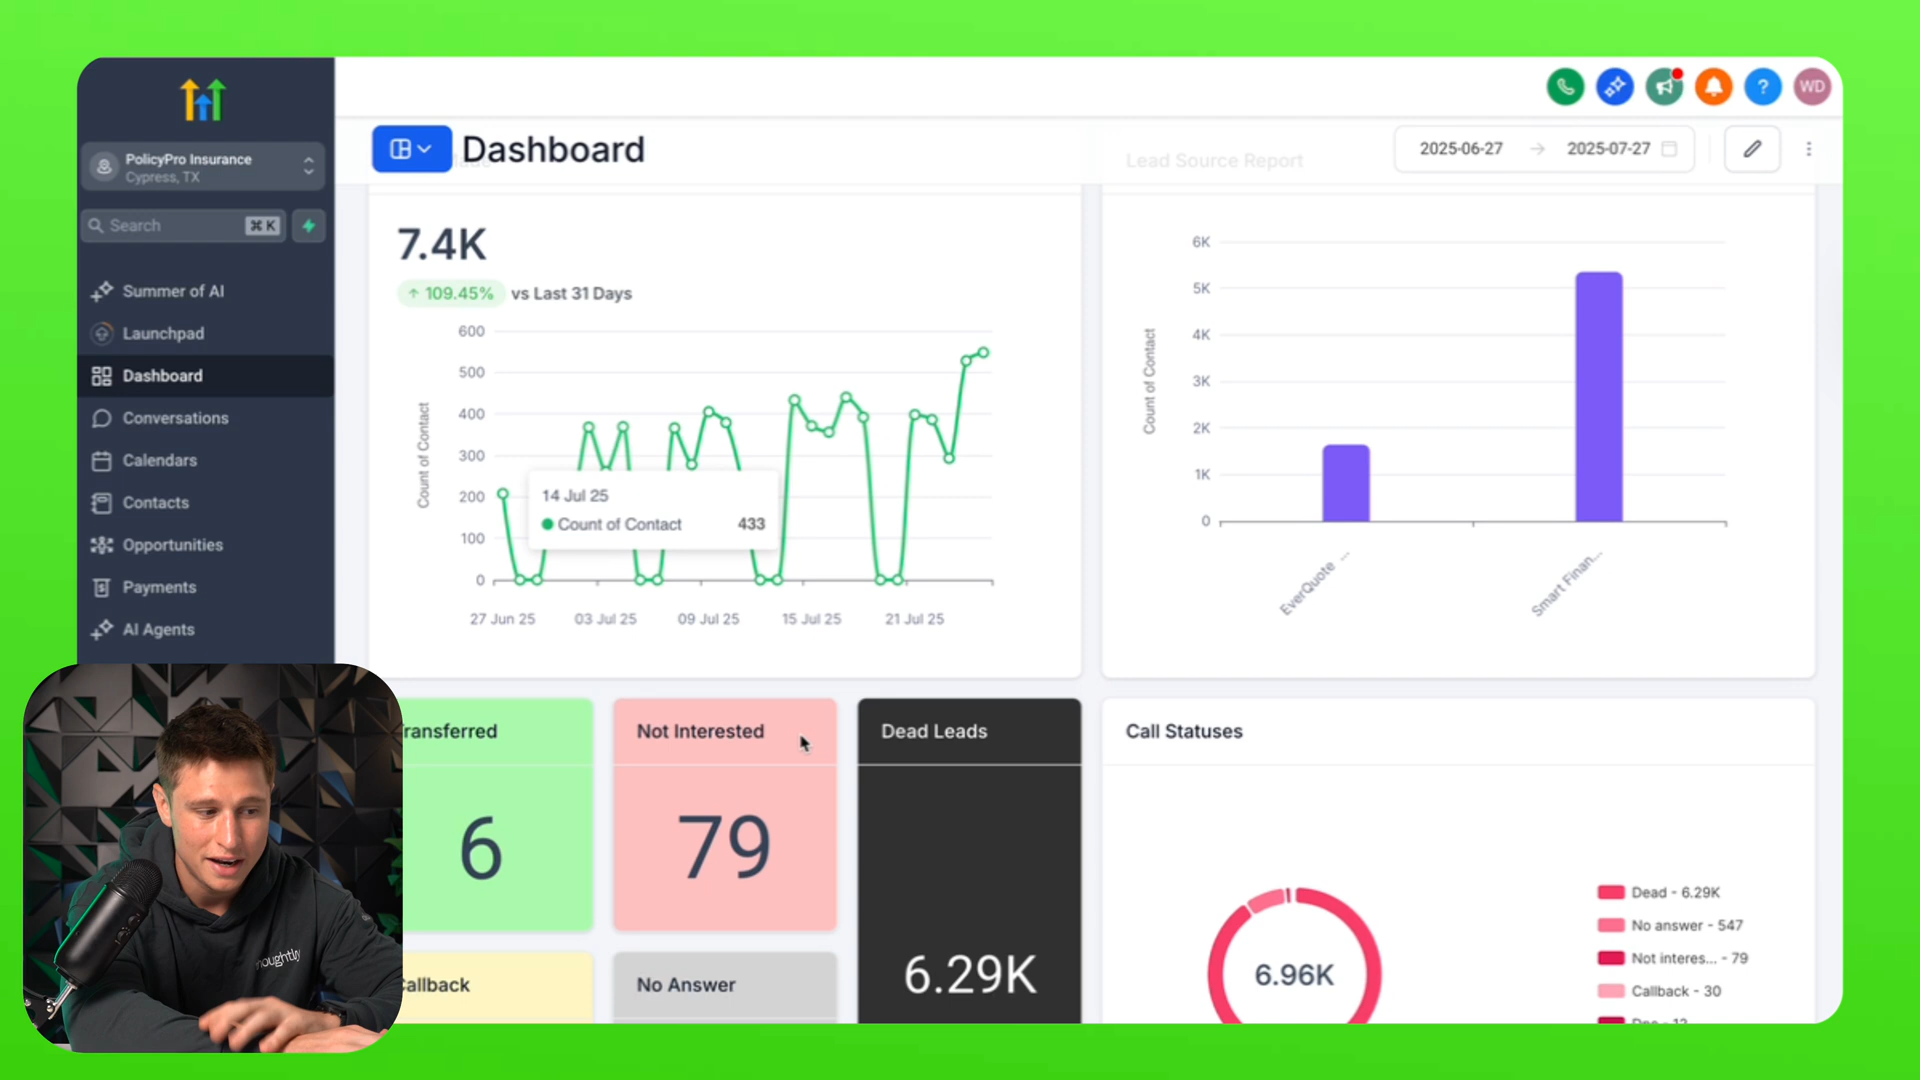 PolicyPro Insurance
Cypress, TX
Search
⌘ K
Summer of AI
Launchpad
Dashboard
Conversations
Calendars
Contacts
Opportunities
Payments
AI Agents
WD
Dashboard
2025-06-27 → 2025-07-27
Lead Source Report
7.4K
↑ 109.45% vs Last 31 Days
Count of Contact
600
500
400
300
200
100
0
14 Jul 25
Count of Contact 433
27 Jun 25 03 Jul 25 09 Jul 25 15 Jul 25 21 Jul 25
Count of Contact
6K
5K
4K
3K
2K
1K
0
EverQuote ...
Smart Finan...
ransferred
6
Not Interested
79
Dead Leads
6.29K
allback
No Answer
Call Statuses
6.96K
Dead - 6.29K
No answer - 547
Not interes... - 79
Callback - 30
houghtly